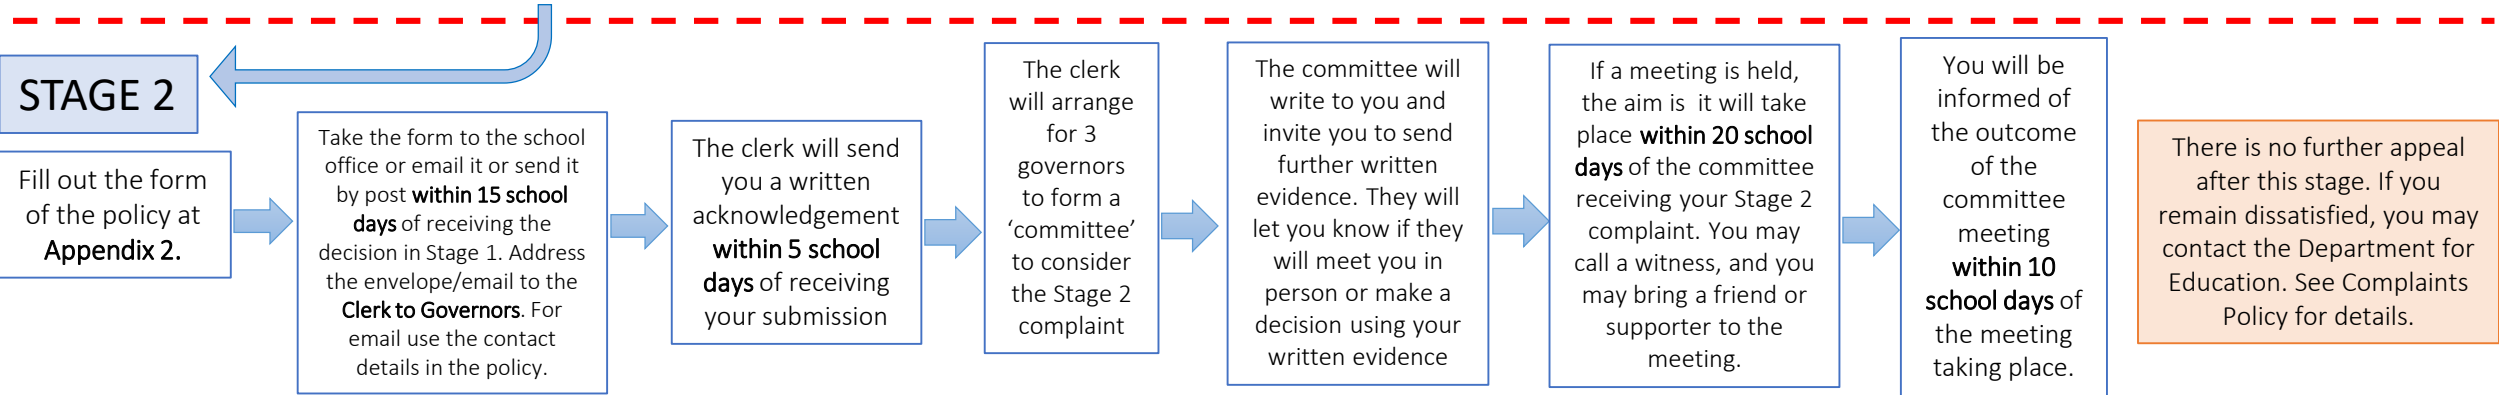 STAGE 2
Fill out the form
of the policy at
Appendix 2.
Take the form to the school
office or email it or send it
by post within 15 school
days of receiving the
decision in Stage 1. Address
the envelope/email to the
Clerk to Governors. For
email use the contact
details in the policy.
The clerk will send
you a written
acknowledgement
within 5 school
days of receiving
your submission
The clerk
will arrange
for 3
governors
to form a
‘committee’
to consider
the Stage 2
complaint
The committee will
write to you and
invite you to send
further written
evidence. They will
let you know if they
will meet you in
person or make a
decision using your
written evidence
If a meeting is held,
the aim is it will take
place within 20 school
days of the committee
receiving your Stage 2
complaint. You may
call a witness, and you
may bring a friend or
supporter to the
meeting.
You will be
informed of
the outcome
of the
committee
meeting
within 10
school days of
the meeting
taking place.
There is no further appeal
after this stage. If you
remain dissatisfied, you may
contact the Department for
Education. See Complaints
Policy for details.